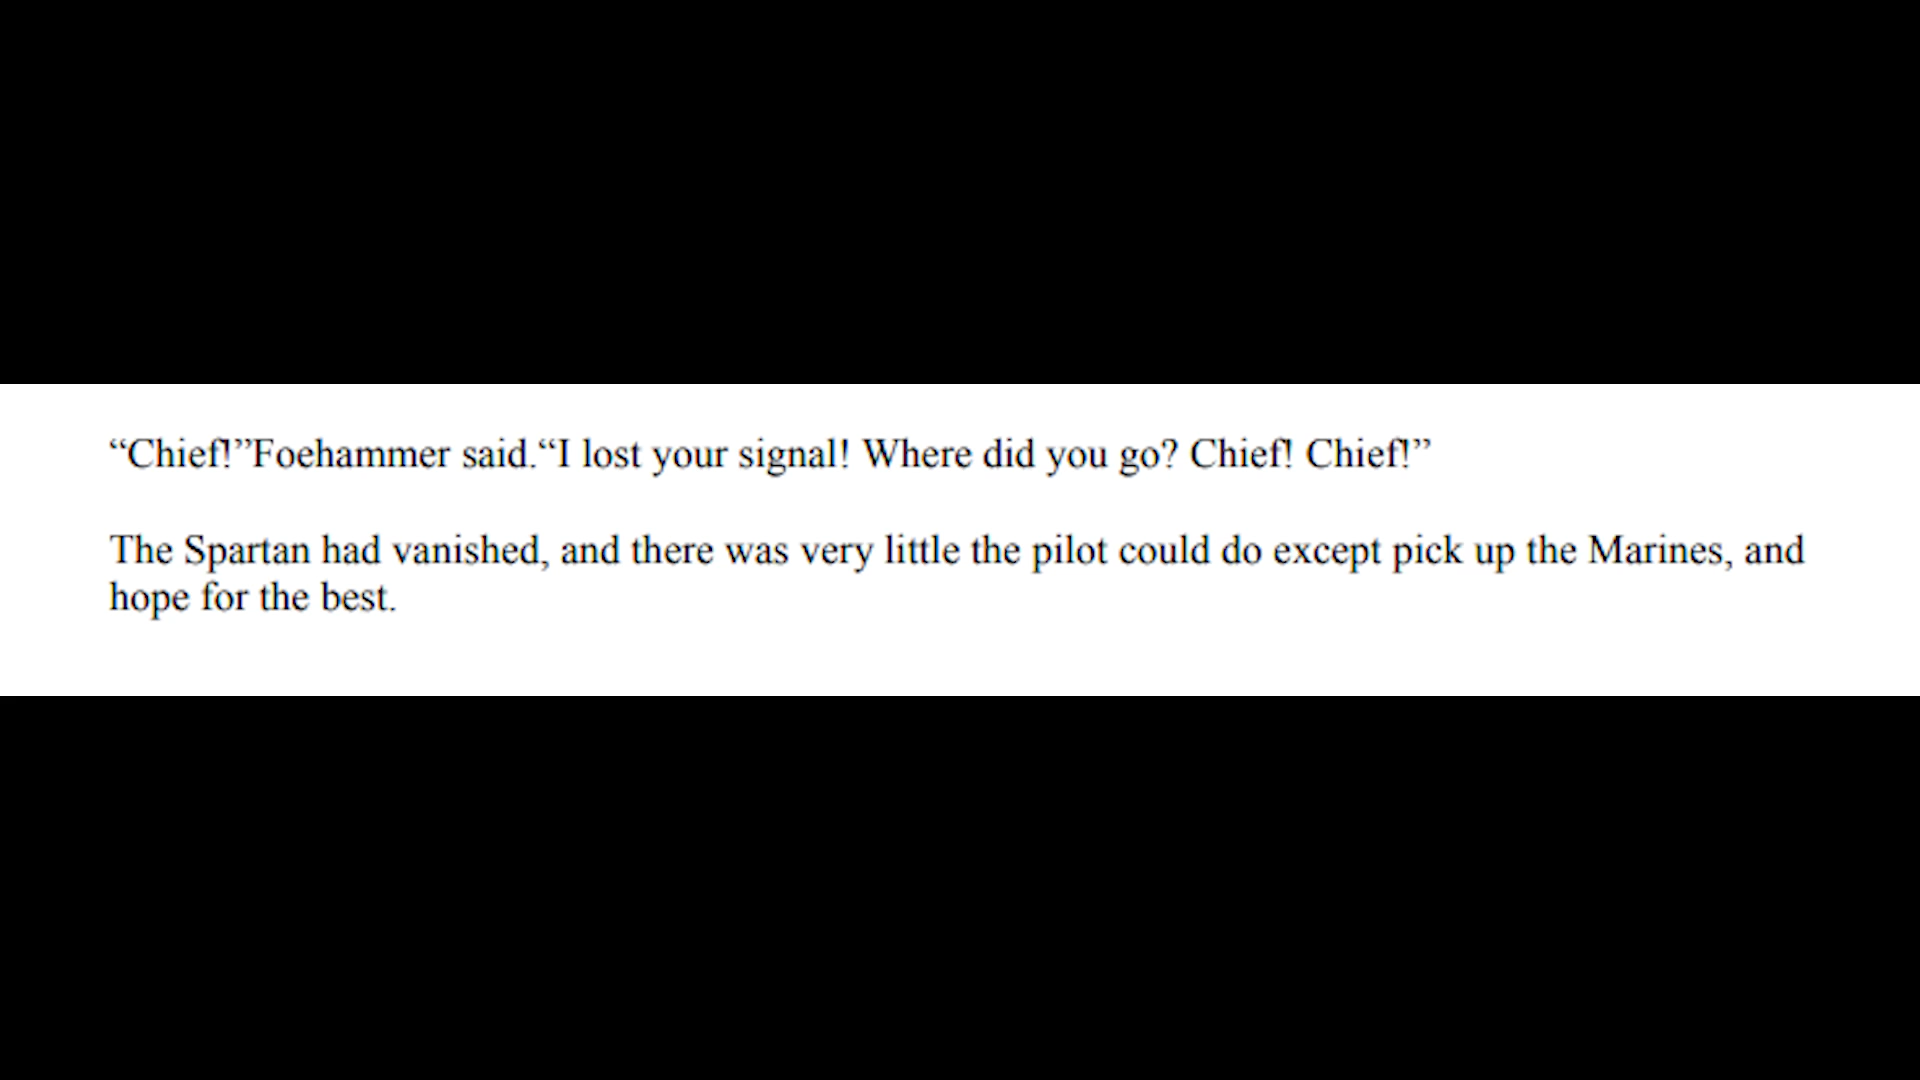 “Chief!”Foehammer said.“I lost your signal! Where did you go? Chief! Chief!”
The Spartan had vanished, and there was very little the pilot could do except pick up the Marines, and
hope for the best.